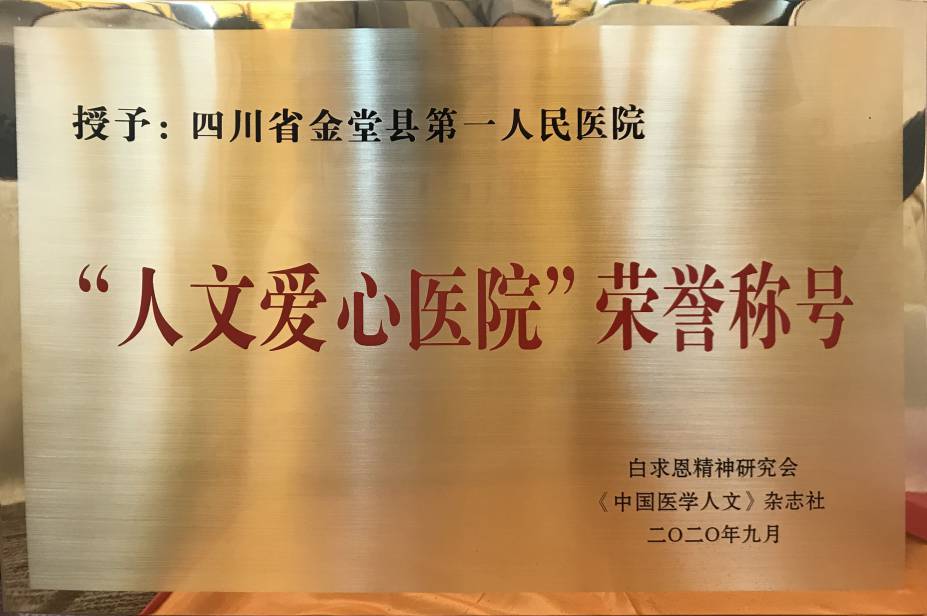 授予：四川省金堂县第一人民医院
“人文爱心医院”荣誉称号
白求恩精神研究会
《中国医学人文》杂志社
二〇二〇年九月